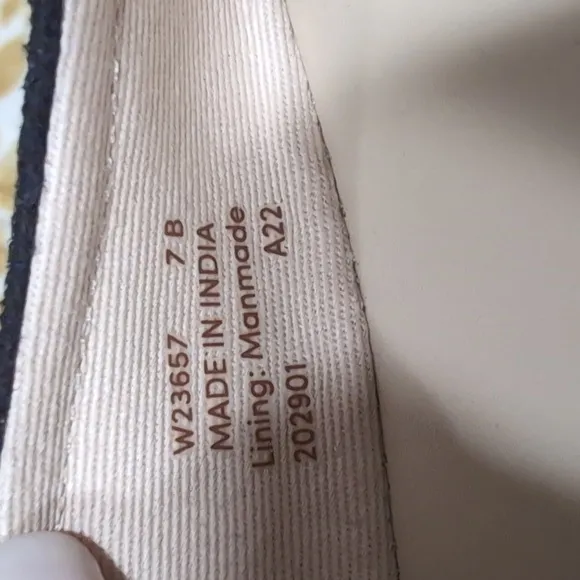 W23657 7 B
MADE IN INDIA
Lining: Manmade
202901 A22